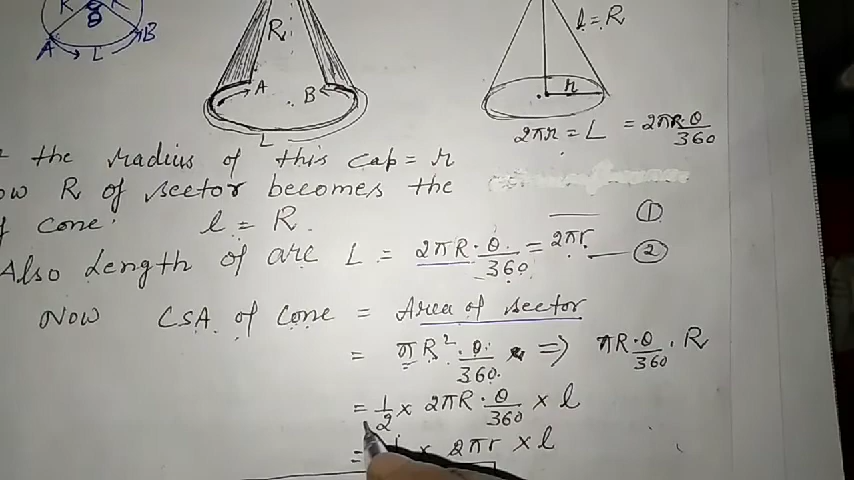 R θ R
A L B
R
A B
L
l = R
r
2πr = L = 2πR·θ/360
the radius of this cap = r
R of sector becomes the
cone. l = R. — ①
Also Length of arc L = 2πR·θ/360 = 2πr — ②
Now CSA of Cone = Area of sector
= πR²·θ/360 ⇒ πR·θ/360·R
= 1/2 × 2πR·θ/360 × l
= × 2πr × l